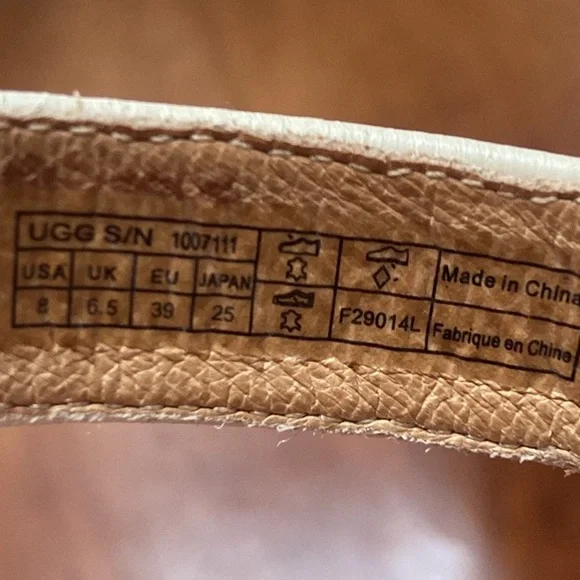 UGG S/N 1007111
USA UK EU JAPAN
8 6.5 39 25
F29014L
Made in China
Fabrique en Chine